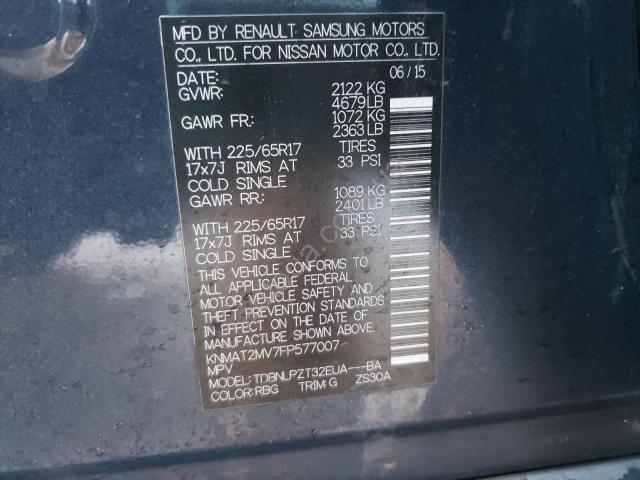 MFD BY RENAULT SAMSUNG MOTORS
CO., LTD. FOR NISSAN MOTOR CO., LTD.
DATE: 06/15
GVWR: 2122 KG
4679 LB
GAWR FR: 1072 KG
2363 LB
WITH 225/65R17 TIRES
17x7J RIMS AT 33 PSI
COLD SINGLE
GAWR RR: 1089 KG
2401 LB
WITH 225/65R17 TIRES
17x7J RIMS AT 33 PSI
COLD SINGLE
THIS VEHICLE CONFORMS TO
ALL APPLICABLE FEDERAL
MOTOR VEHICLE SAFETY AND
THEFT PREVENTION STANDARDS
IN EFFECT ON THE DATE OF
MANUFACTURE SHOWN ABOVE.
KNMAT2MV7FP577007
MPV
MODEL: TDBNLPZT32EUA---BA
COLOR: RBG TRIM: G ZS30A